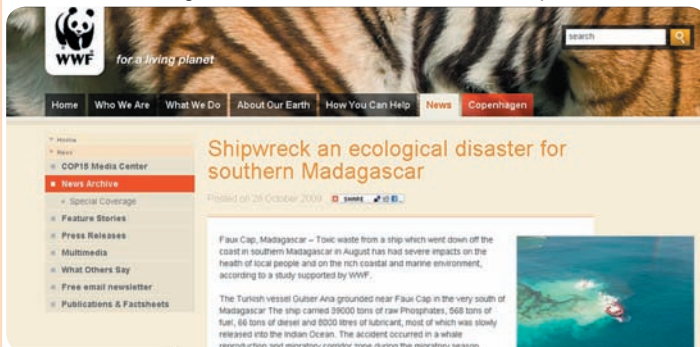 WWF
for a living planet
search
Home Who We Are What We Do About Our Earth How You Can Help News Copenhagen
Home
News
COP15 Media Center
News Archive
Special Coverage
Feature Stories
Press Releases
Multimedia
What Others Say
Free email newsletter
Publications & Factsheets
Shipwreck an ecological disaster for
southern Madagascar
Posted on 28 October 2009 SHARE
Faux Cap, Madagascar – Toxic waste from a ship which went down off the
coast in southern Madagascar in August has had severe impacts on the
health of local people and on the rich coastal and marine environment,
according to a study supported by WWF.
The Turkish vessel Gulser Ana grounded near Faux Cap in the very south of
Madagascar The ship carried 39000 tons of raw Phosphates, 568 tons of
fuel, 66 tons of diesel and 8000 litres of lubricant, most of which was slowly
released into the Indian Ocean. The accident occurred in a whale
reproduction and migratory corridor zone during the migratory season